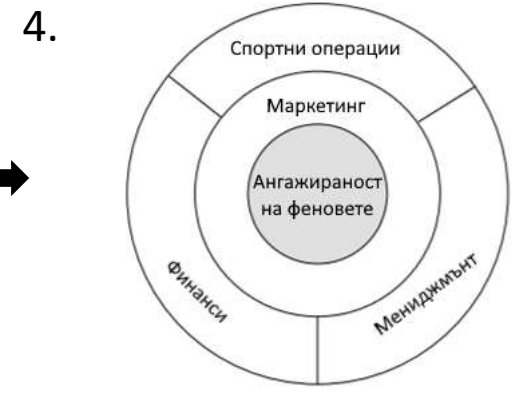 4.
Спортни операции
Маркетинг
Ангажираност
на феновете
Финанси
Мениджмънт